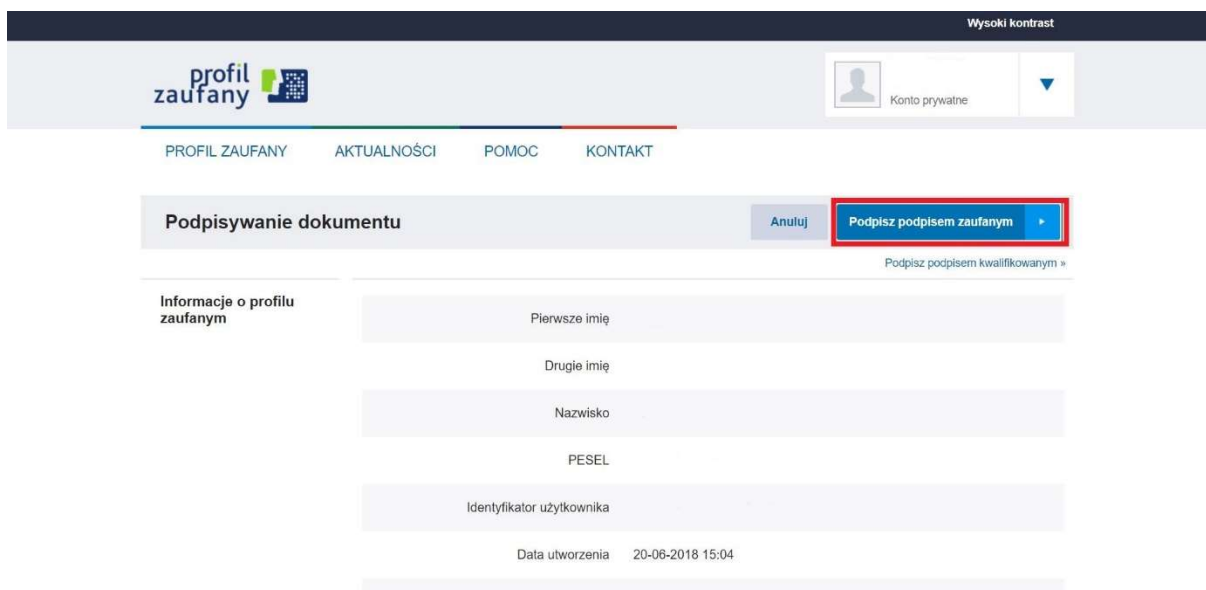 Wysoki kontrast
profil
zaufany
Konto prywatne
PROFIL ZAUFANY AKTUALNOŚCI POMOC KONTAKT
Podpisywanie dokumentu
Anuluj
Podpisz podpisem zaufanym
Podpisz podpisem kwalifikowanym »
Informacje o profilu
zaufanym
Pierwsze imię
Drugie imię
Nazwisko
PESEL
Identyfikator użytkownika
Data utworzenia 20-06-2018 15:04